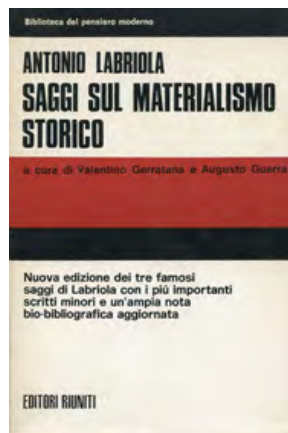 Biblioteca del pensiero moderno
ANTONIO LABRIOLA
SAGGI SUL MATERIALISMO
STORICO
a cura di Valentino Gerratana e Augusto Guerra
Nuova edizione dei tre famosi
saggi di Labriola con i più importanti
scritti minori e un'ampia nota
bio-bibliografica aggiornata
EDITORI RIUNITI